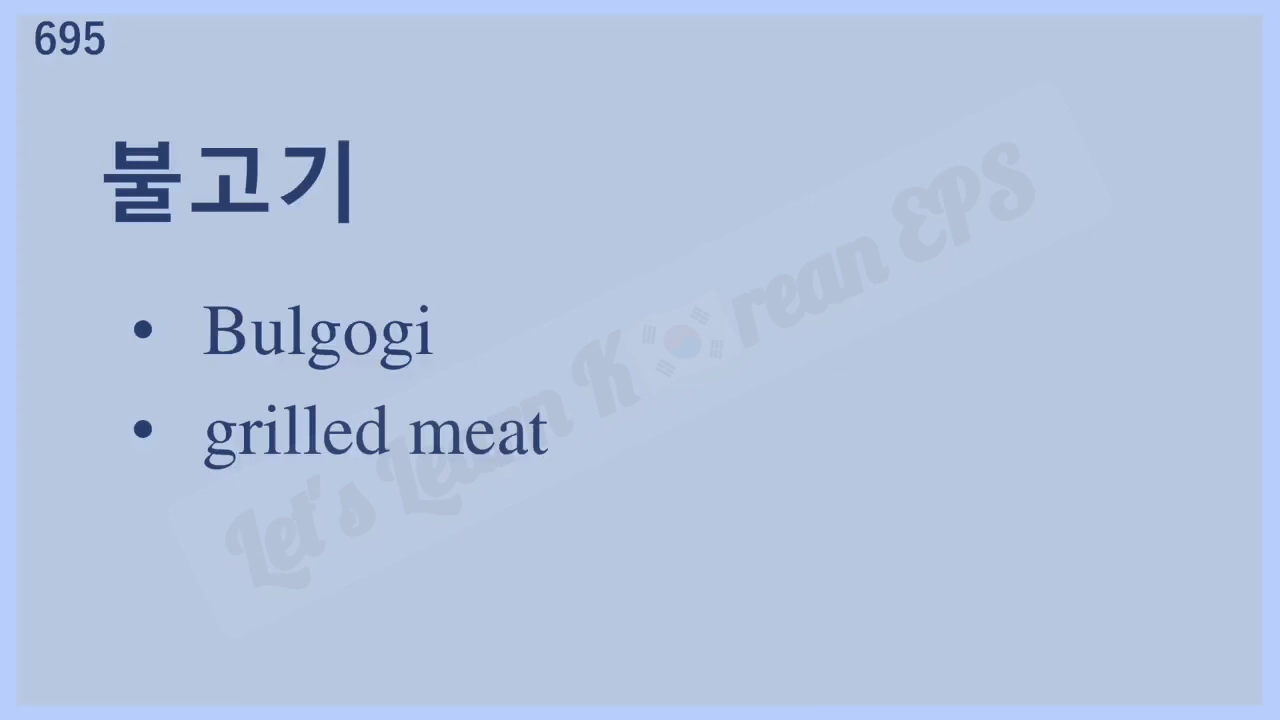 695
불고기
• Bulgogi
• grilled meat
Let's Learn Korean EPS